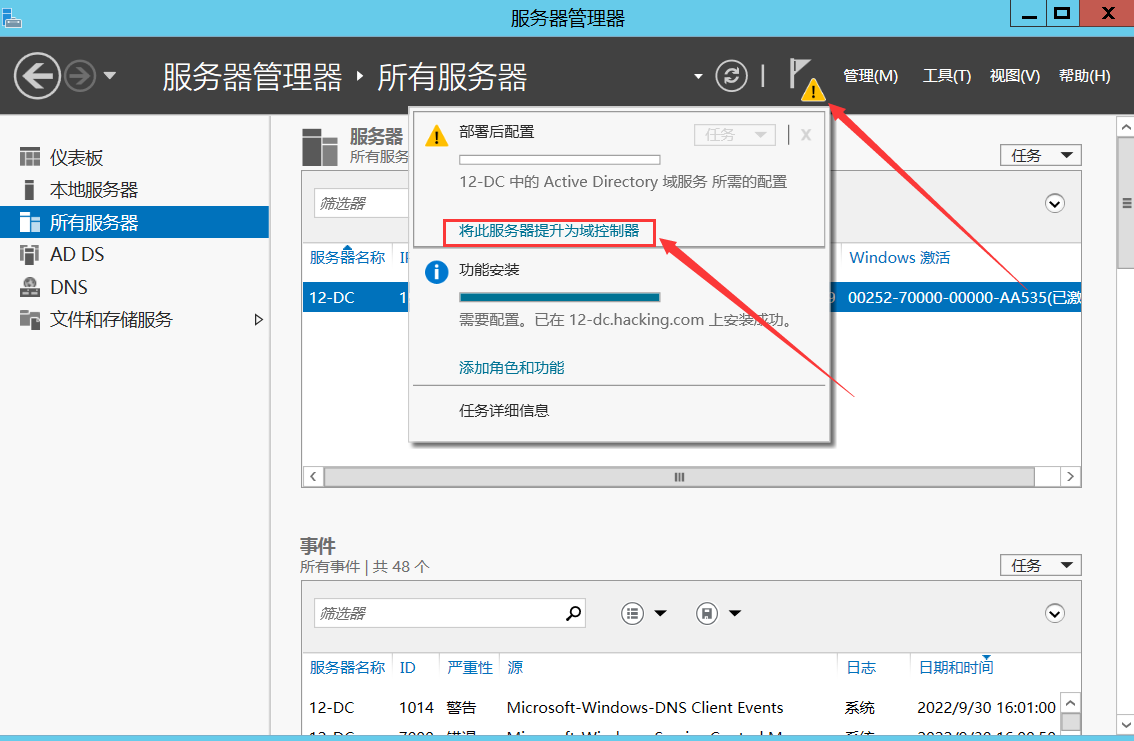 服务器管理器
服务器管理器 ‣ 所有服务器
管理(M) 工具(T) 视图(V) 帮助(H)
仪表板
本地服务器
所有服务器
AD DS
DNS
文件和存储服务
服务器
所有服务
任务
筛选器
服务器名称 Windows 激活
12-DC 00252-70000-00000-AA535(已激
部署后配置
任务 X
12-DC 中的 Active Directory 域服务 所需的配置
将此服务器提升为域控制器
功能安装
需要配置。已在 12-dc.hacking.com 上安装成功。
添加角色和功能
任务详细信息
事件
所有事件 | 共 48 个
任务
筛选器
服务器名称 ID 严重性 源 日志 日期和时间
12-DC 1014 警告 Microsoft-Windows-DNS Client Events 系统 2022/9/30 16:01:00